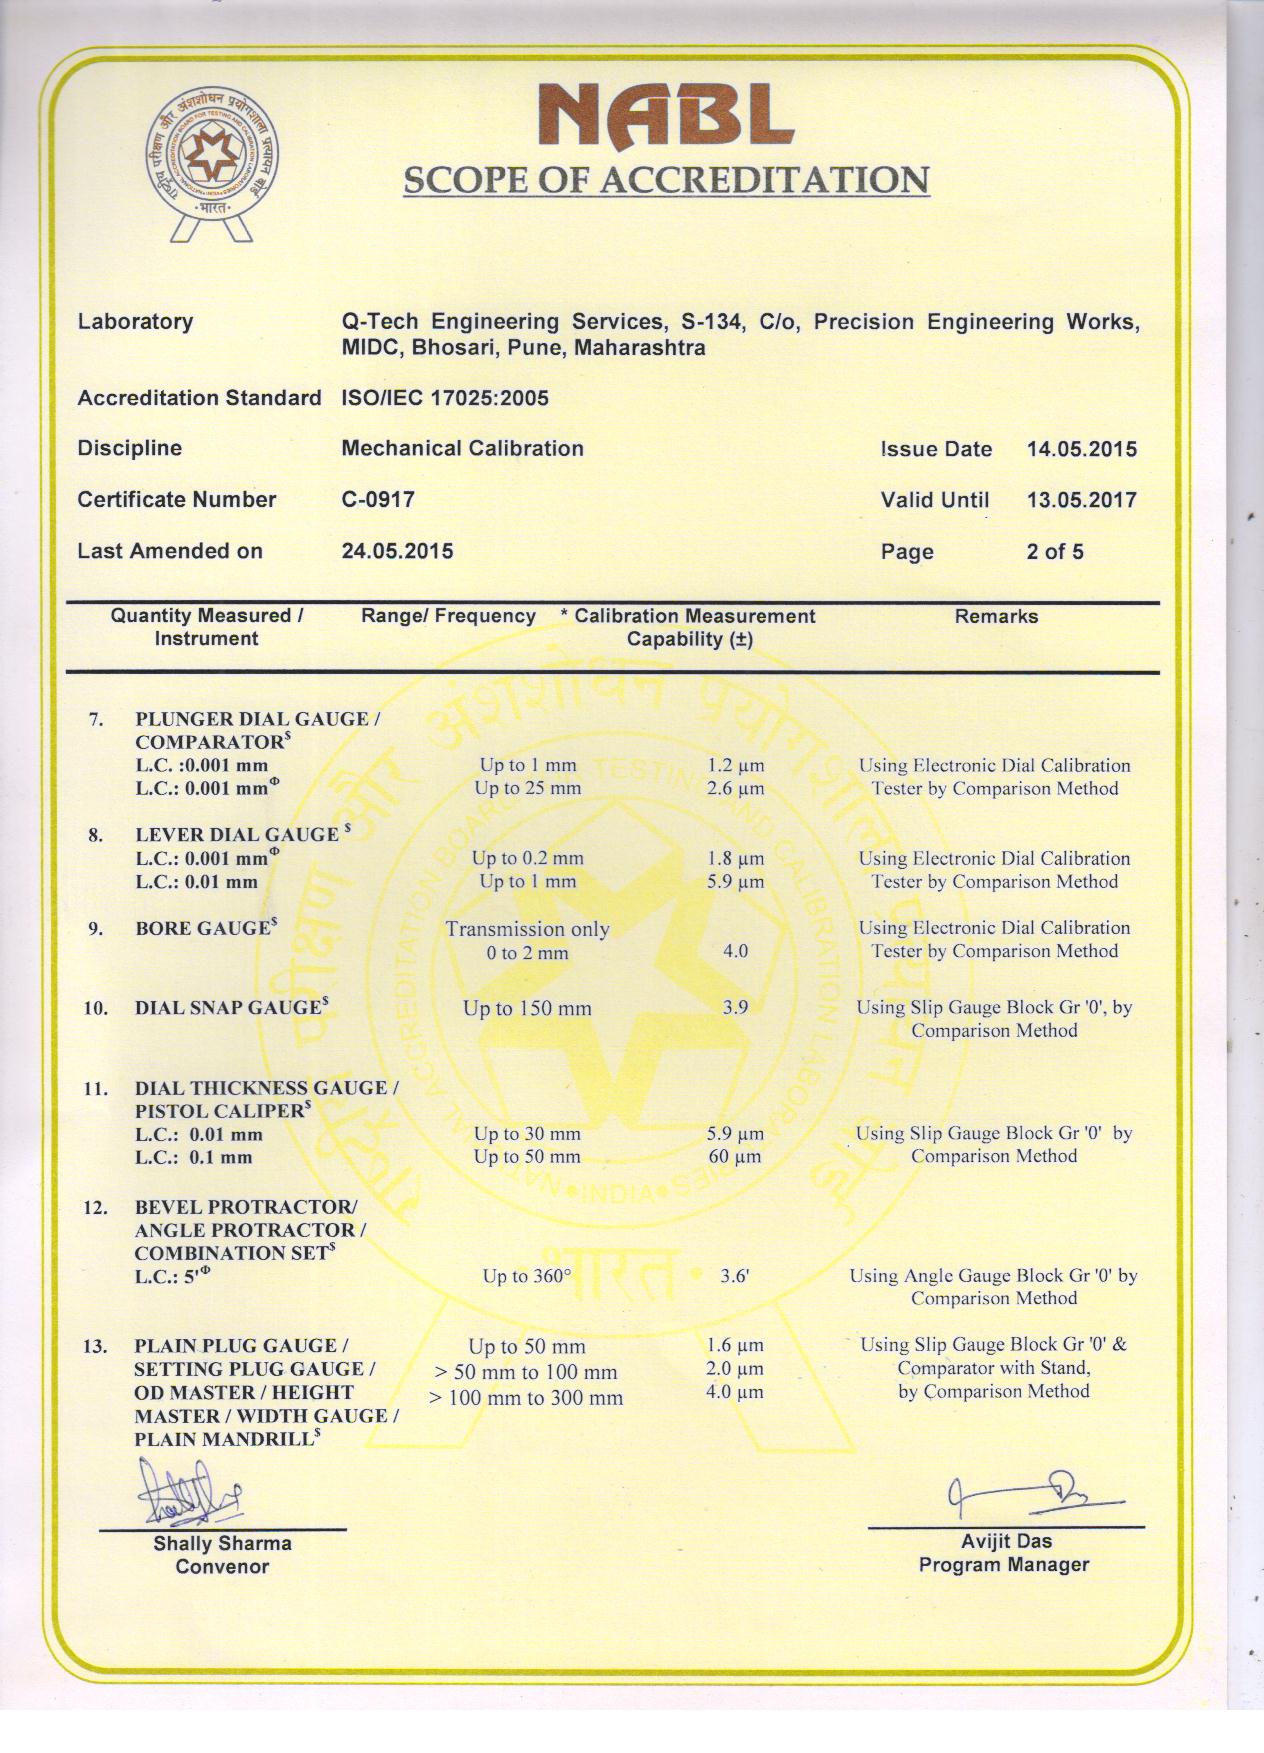 राष्ट्रीय परीक्षण और अंशशोधन प्रयोगशाला प्रत्यायन बोर्ड
NATIONAL ACCREDITATION BOARD FOR TESTING AND CALIBRATION LABORATORIES
INDIA
भारत
NABL
SCOPE OF ACCREDITATION
Laboratory Q-Tech Engineering Services, S-134, C/o, Precision Engineering Works,
MIDC, Bhosari, Pune, Maharashtra
Accreditation Standard ISO/IEC 17025:2005
Discipline Mechanical Calibration Issue Date 14.05.2015
Certificate Number C-0917 Valid Until 13.05.2017
Last Amended on 24.05.2015 Page 2 of 5
Quantity Measured / Range/ Frequency * Calibration Measurement Remarks
Instrument Capability (±)
7. PLUNGER DIAL GAUGE /
COMPARATOR$
L.C. :0.001 mm Up to 1 mm 1.2 µm Using Electronic Dial Calibration
L.C.: 0.001 mmΦ Up to 25 mm 2.6 µm Tester by Comparison Method
8. LEVER DIAL GAUGE $
L.C.: 0.001 mmΦ Up to 0.2 mm 1.8 µm Using Electronic Dial Calibration
L.C.: 0.01 mm Up to 1 mm 5.9 µm Tester by Comparison Method
9. BORE GAUGE$ Transmission only Using Electronic Dial Calibration
0 to 2 mm 4.0 Tester by Comparison Method
10. DIAL SNAP GAUGE$ Up to 150 mm 3.9 Using Slip Gauge Block Gr '0', by
Comparison Method
11. DIAL THICKNESS GAUGE /
PISTOL CALIPER$
L.C.: 0.01 mm Up to 30 mm 5.9 µm Using Slip Gauge Block Gr '0' by
L.C.: 0.1 mm Up to 50 mm 60 µm Comparison Method
12. BEVEL PROTRACTOR/
ANGLE PROTRACTOR /
COMBINATION SET$
L.C.: 5'Φ Up to 360° 3.6' Using Angle Gauge Block Gr '0' by
Comparison Method
13. PLAIN PLUG GAUGE / Up to 50 mm 1.6 µm Using Slip Gauge Block Gr '0' &
SETTING PLUG GAUGE / > 50 mm to 100 mm 2.0 µm Comparator with Stand,
OD MASTER / HEIGHT > 100 mm to 300 mm 4.0 µm by Comparison Method
MASTER / WIDTH GAUGE /
PLAIN MANDRILL$
Shally Sharma
Convenor
Avijit Das
Program Manager